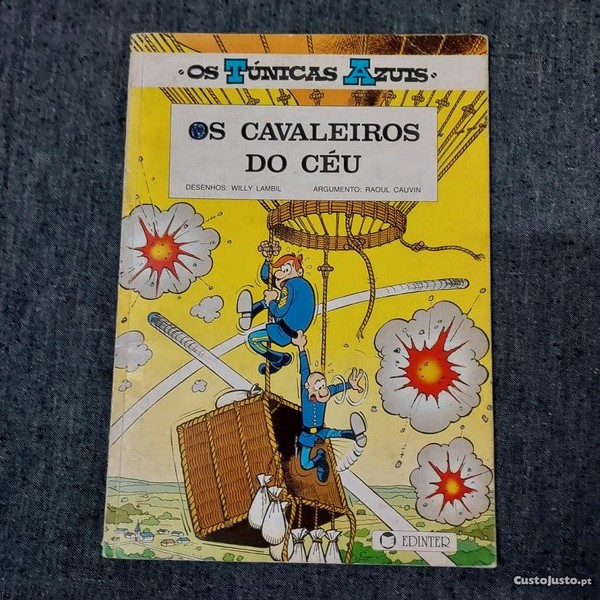 OS TÚNICAS AZUIS
OS CAVALEIROS
DO CÉU
DESENHOS: WILLY LAMBIL ARGUMENTO: RAOUL CAUVIN
EDINTER
CustoJusto.pt